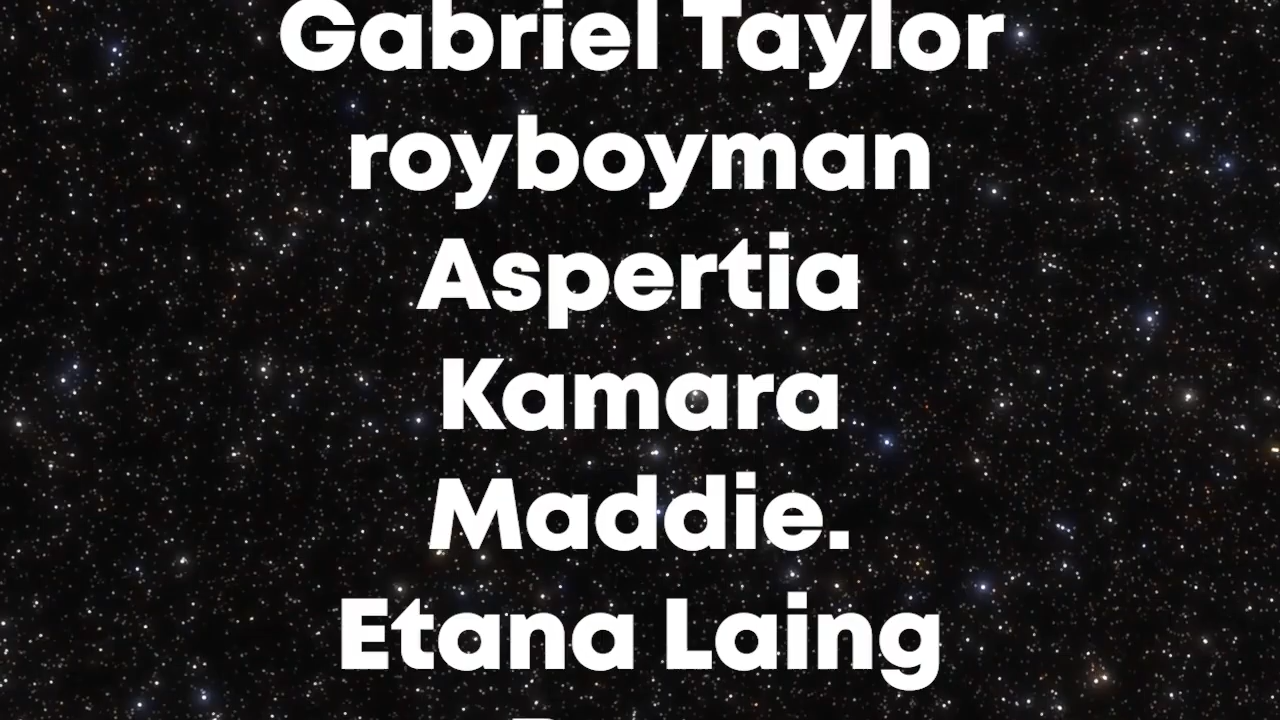 Gabriel Taylor
royboyman
Aspertia
Kamara
Maddie.
Etana Laing